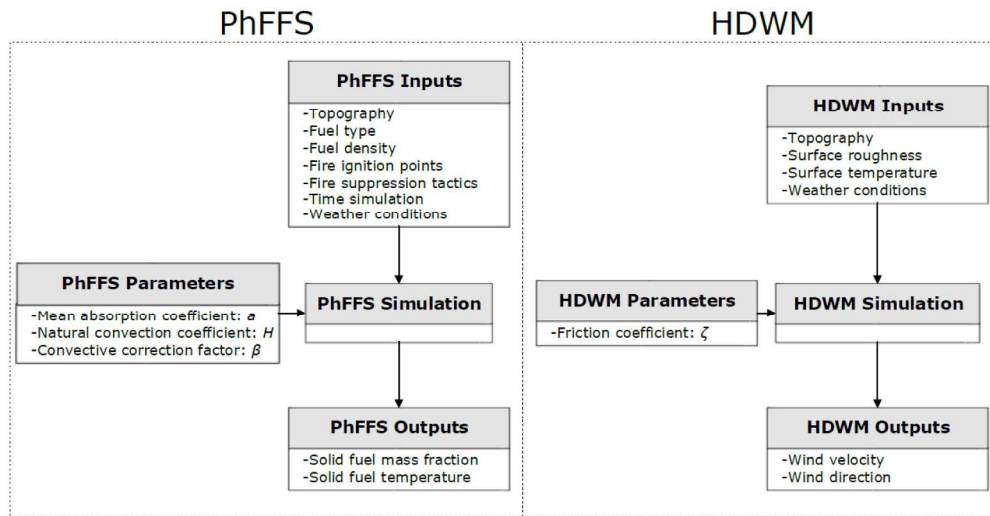 PhFFS
HDWM
PhFFS Inputs
-Topography
-Fuel type
-Fuel density
-Fire ignition points
-Fire suppression tactics
-Time simulation
-Weather conditions
PhFFS Parameters
-Mean absorption coefficient: a
-Natural convection coefficient: H
-Convective correction factor: β
PhFFS Simulation
PhFFS Outputs
-Solid fuel mass fraction
-Solid fuel temperature
HDWM Inputs
-Topography
-Surface roughness
-Surface temperature
-Weather conditions
HDWM Parameters
-Friction coefficient: ζ
HDWM Simulation
HDWM Outputs
-Wind velocity
-Wind direction